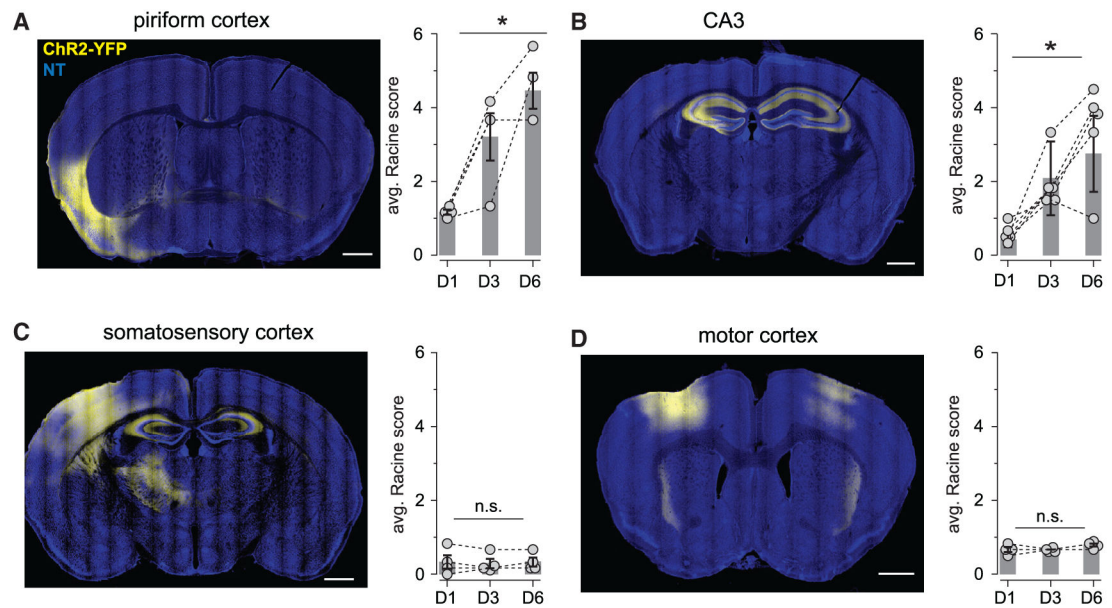 A piriform cortex
ChR2-YFP
NT
avg. Racine score
6
4
2
0
*
D1 D3 D6
B CA3
avg. Racine score
6
4
2
0
*
D1 D3 D6
C somatosensory cortex
avg. Racine score
6
4
2
0
n.s.
D1 D3 D6
D motor cortex
avg. Racine score
6
4
2
0
n.s.
D1 D3 D6